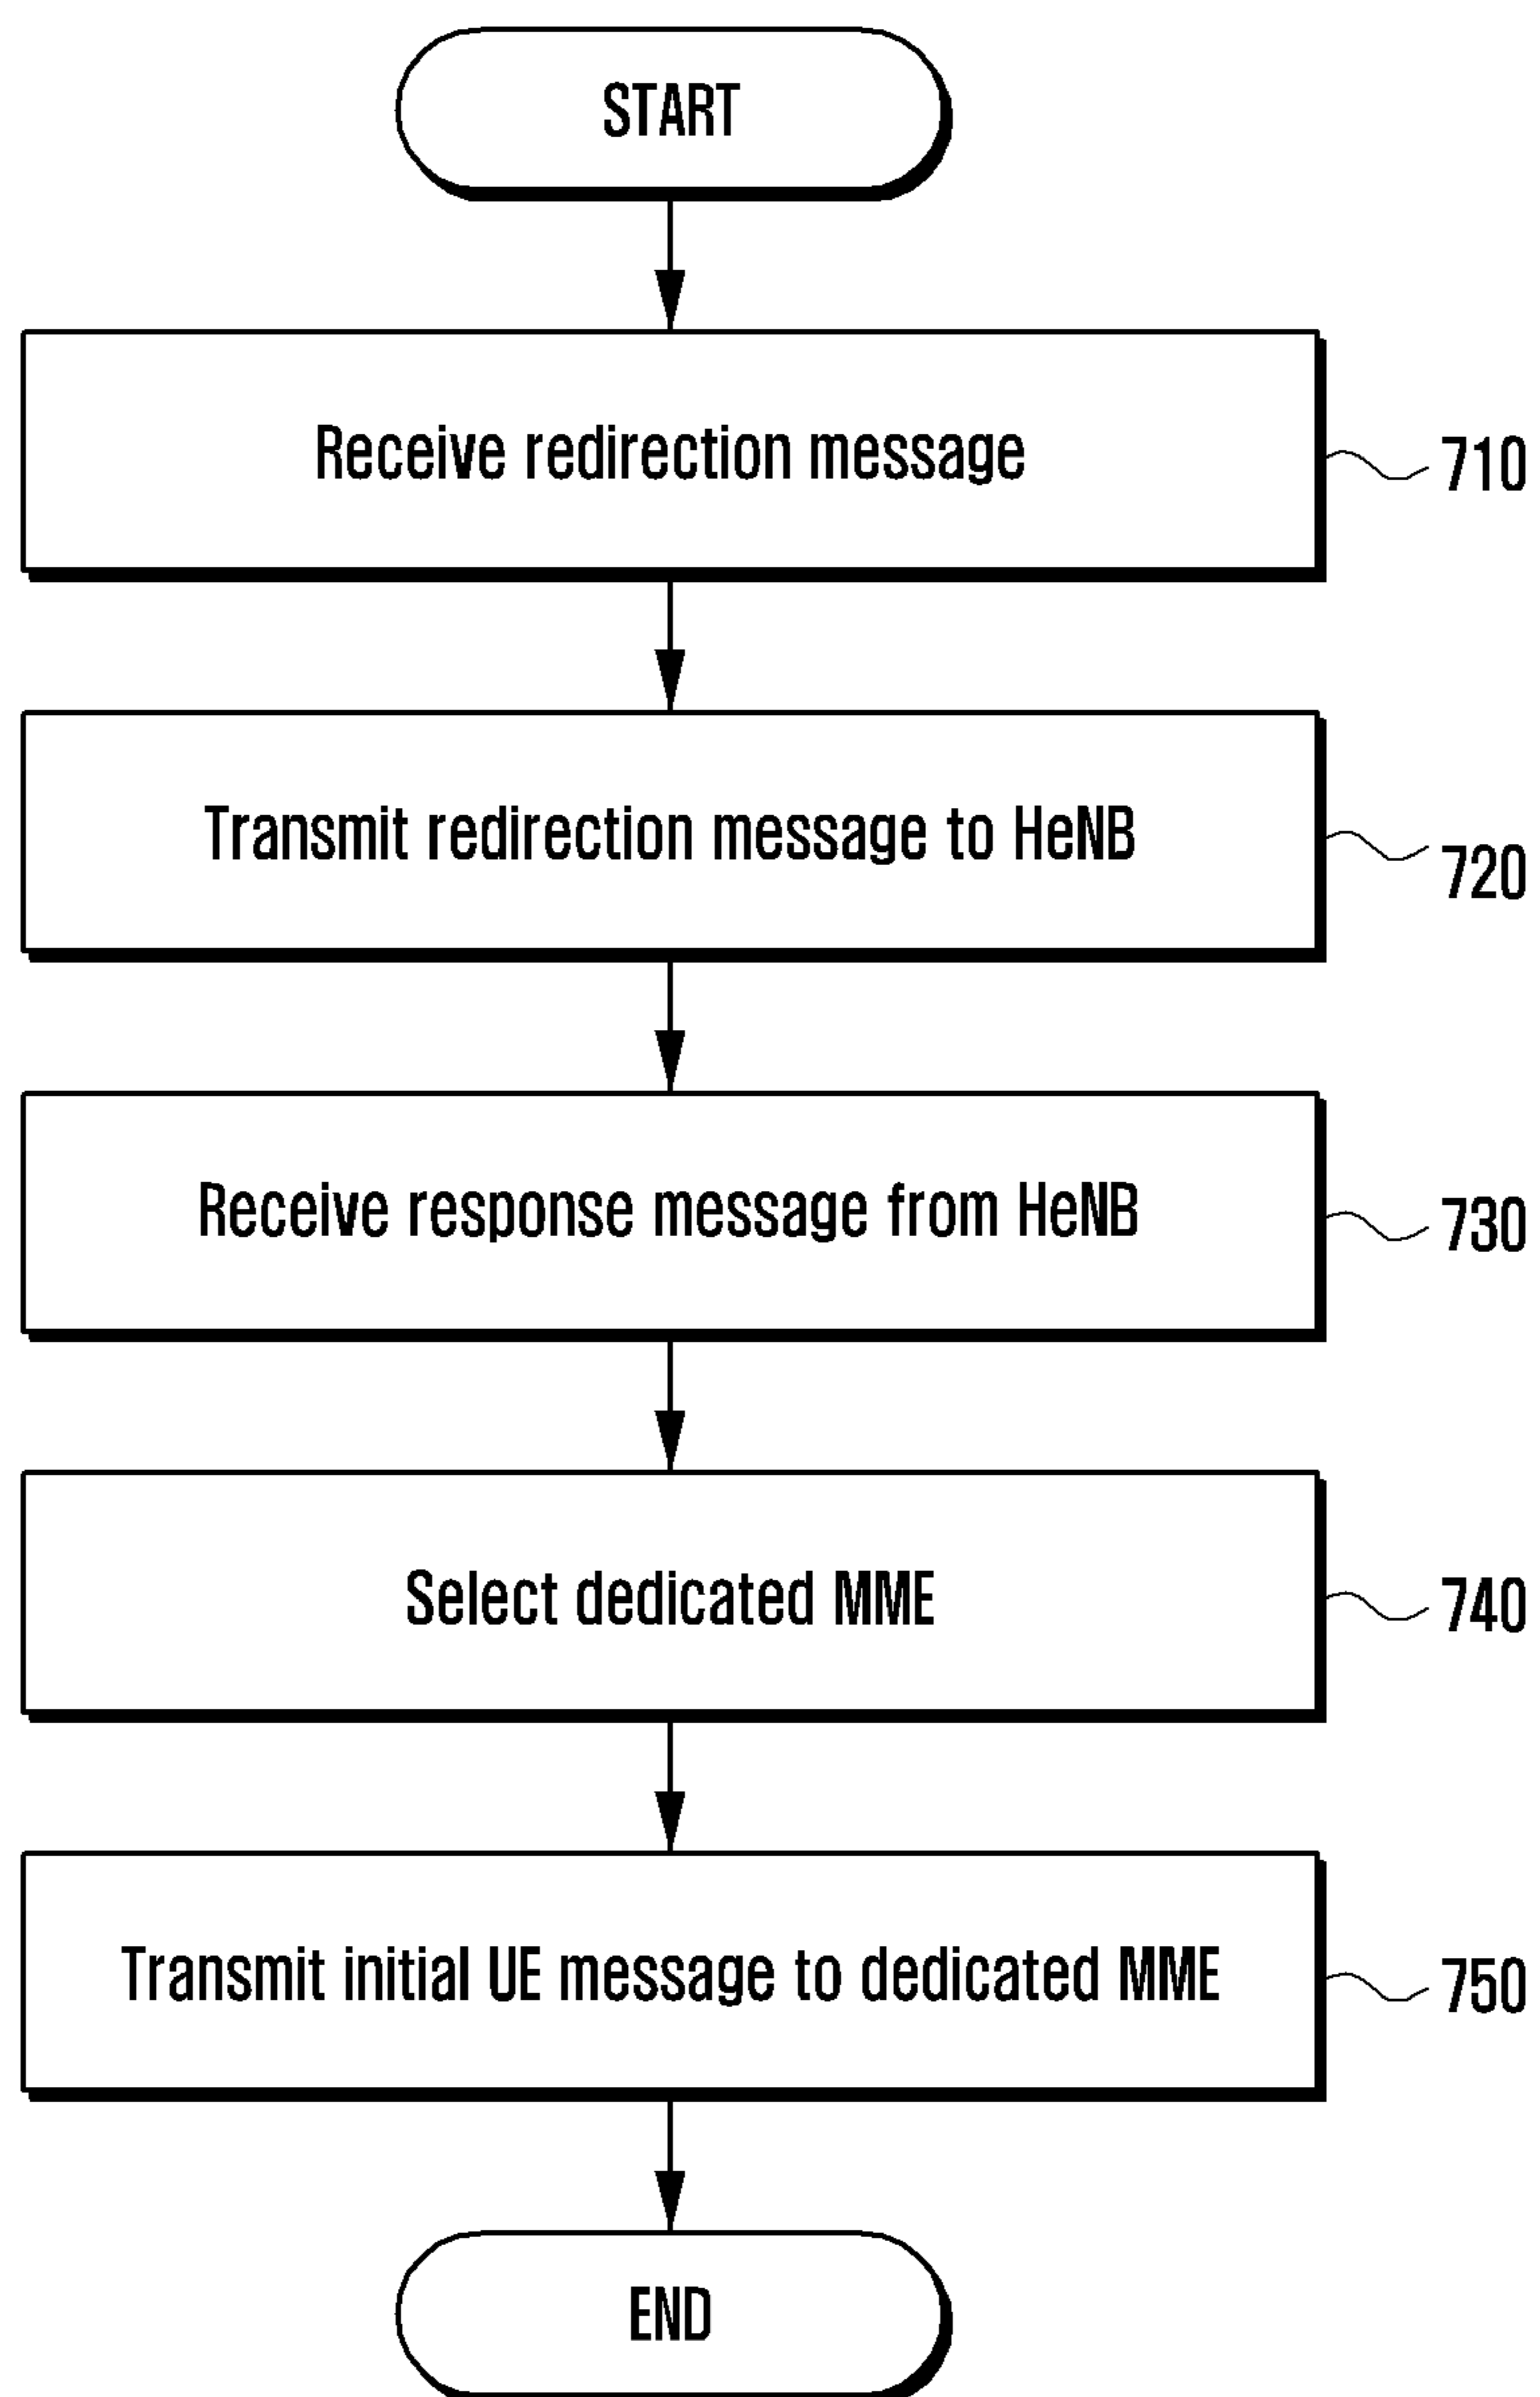 START
Receive redirection message
710
Transmit redirection message to HeNB
720
Receive response message from HeNB
730
Select dedicated MME
740
Transmit initial UE message to dedicated MME
750
END